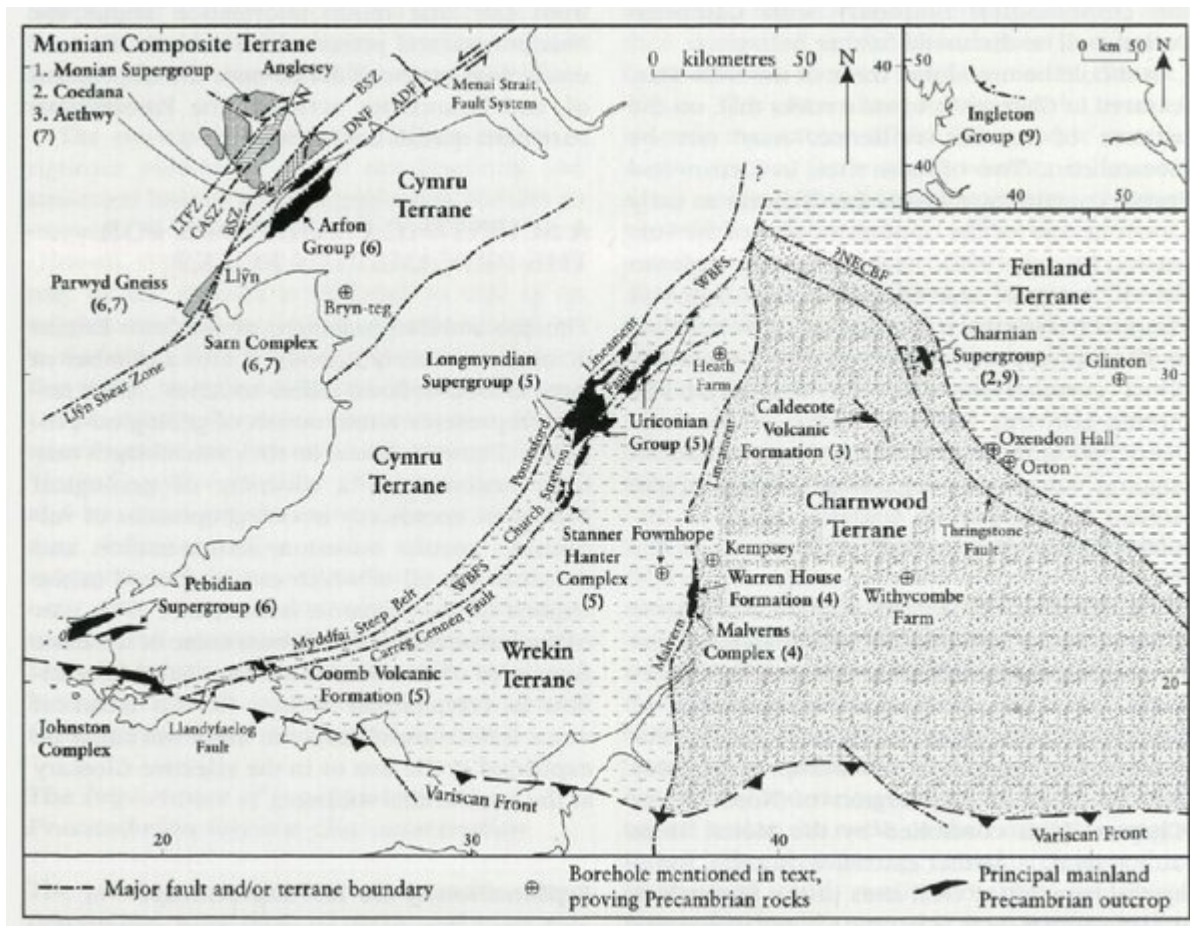 Monian Composite Terrane
1. Monian Supergroup
2. Coedana
3. Aethwy
(7)
Anglesey
BSZ
DNF
ADF
Menai Strait
Fault System
LTF
CASZ
BSZ
Cymru
Terrane
Arfon
Group (6)
Parwyd Gneiss
(6,7)
Llŷn
Bryn-teg
Sarn Complex
(6,7)
Llŷn Shear Zone
0 kilometres 50 N
0 km 50 N
50
Ingleton
Group (9)
40
40
50
WBFS
?NECBF
Fenland
Terrane
Lineament
Fault
Longmyndian
Supergroup (5)
Heath
Farm
Charnian
Supergroup
(2,9)
Glinton
30
Uriconian
Group (5)
Caldecote
Volcanic
Formation (3)
Oxendon Hall
Orton
Pontesford
Church Stretton
Lineament
Cymru
Terrane
Charnwood
Terrane
Thringstone
Fault
Stanner
Hanter
Complex
(5)
Fownhope
Kempsey
Warren House
Formation (4)
Withycombe
Farm
Malverns
Complex (4)
Malvern
Pebidian
Supergroup (6)
Myddfai Steep Belt
WBFS
Carreg Cennen Fault
Wrekin
Terrane
Coomb Volcanic
Formation (5)
20
Johnston
Complex
Llandyfaelog
Fault
Variscan Front
Variscan Front
20
30
40
Major fault and/or terrane boundary
Borehole mentioned in text,
proving Precambrian rocks
Principal mainland
Precambrian outcrop